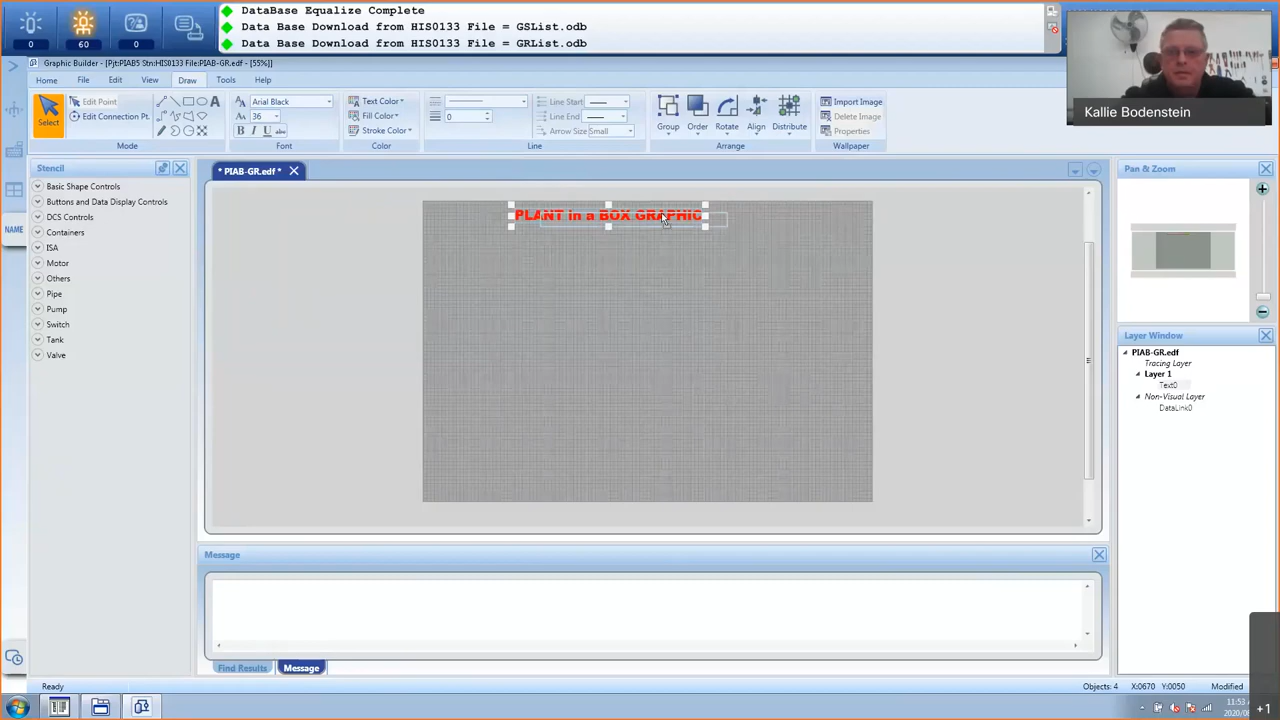 DataBase Equalize Complete
Data Base Download from HIS0133 File = GSList.odb
Data Base Download from HIS0133 File = GRList.odb
0
60
0
Kallie Bodenstein
Graphic Builder - [Pjt:PIAB5 Stn:HIS0133 File:PIAB-GR.edf - [55%]]
Home File Edit View Draw Tools Help
Select
Edit Point
Edit Connection Pt.
Mode
Arial Black
36
B I U abc
Font
Text Color
Fill Color
Stroke Color
Color
0
Line Start
Line End
Arrow Size Small
Line
Group Order Rotate Align Distribute
Arrange
Import Image
Delete Image
Properties
Wallpaper
NAME
Stencil
Basic Shape Controls
Buttons and Data Display Controls
DCS Controls
Containers
ISA
Motor
Others
Pipe
Pump
Switch
Tank
Valve
* PIAB-GR.edf *
PLANT in a BOX GRAPHIC
Pan & Zoom
Layer Window
PIAB-GR.edf
Tracing Layer
Layer 1
Text0
Non-Visual Layer
DataLink0
Message
Find Results Message
Ready
Objects: 4 X:0670 Y:0050 Modified
11:53
+1